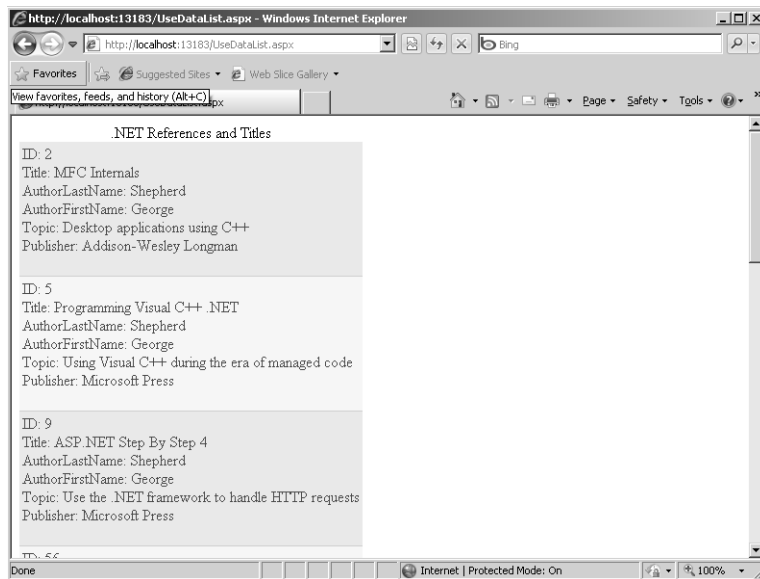 http://localhost:13183/UseDataList.aspx - Windows Internet Explorer
http://localhost:13183/UseDataList.aspx
Bing
Favorites
Suggested Sites
Web Slice Gallery
View favorites, feeds, and history (Alt+C)
px
Page
Safety
Tools
»
.NET References and Titles
ID: 2
Title: MFC Internals
AuthorLastName: Shepherd
AuthorFirstName: George
Topic: Desktop applications using C++
Publisher: Addison-Wesley Longman
ID: 5
Title: Programming Visual C++ .NET
AuthorLastName: Shepherd
AuthorFirstName: George
Topic: Using Visual C++ during the era of managed code
Publisher: Microsoft Press
ID: 9
Title: ASP.NET Step By Step 4
AuthorLastName: Shepherd
AuthorFirstName: George
Topic: Use the .NET framework to handle HTTP requests
Publisher: Microsoft Press
ID: 56
Done
Internet | Protected Mode: On
100%